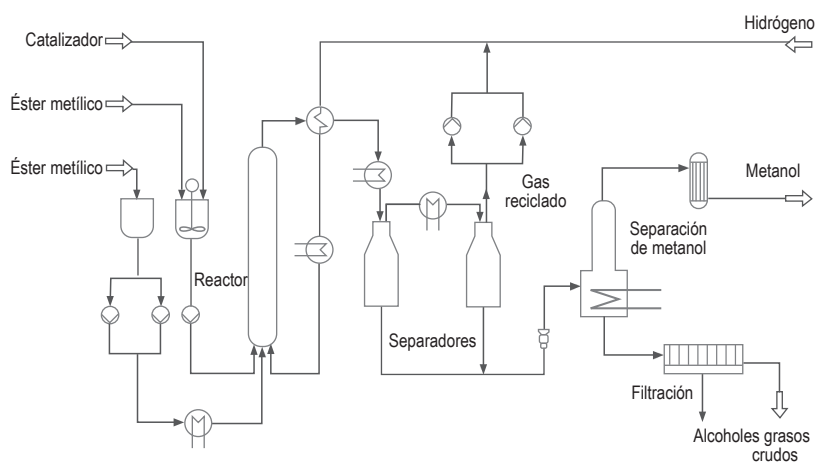 Hidrógeno
Catalizador
Éster metílico
Éster metílico
Gas
reciclado
Metanol
Separación
de metanol
Reactor
Separadores
Filtración
Alcoholes grasos
crudos